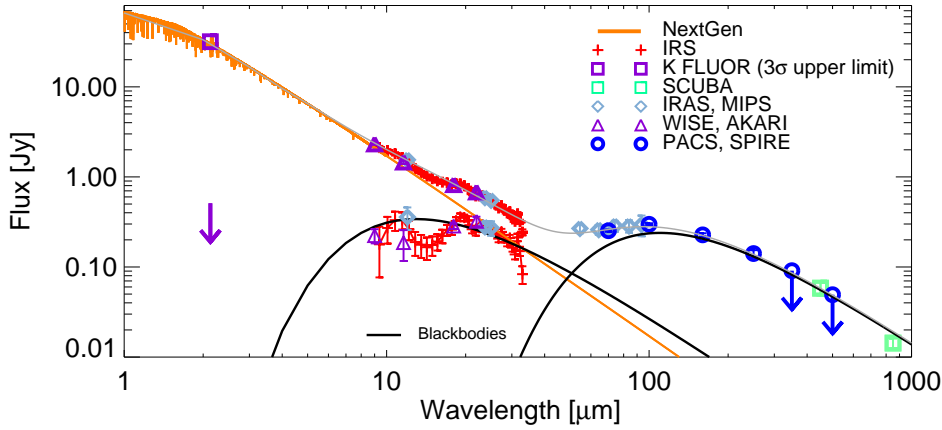 NextGen
IRS
K FLUOR (3σ upper limit)
SCUBA
IRAS, MIPS
WISE, AKARI
PACS, SPIRE
Flux [Jy]
10.00
1.00
0.10
0.01
Blackbodies
1
10
100
1000
Wavelength [μm]